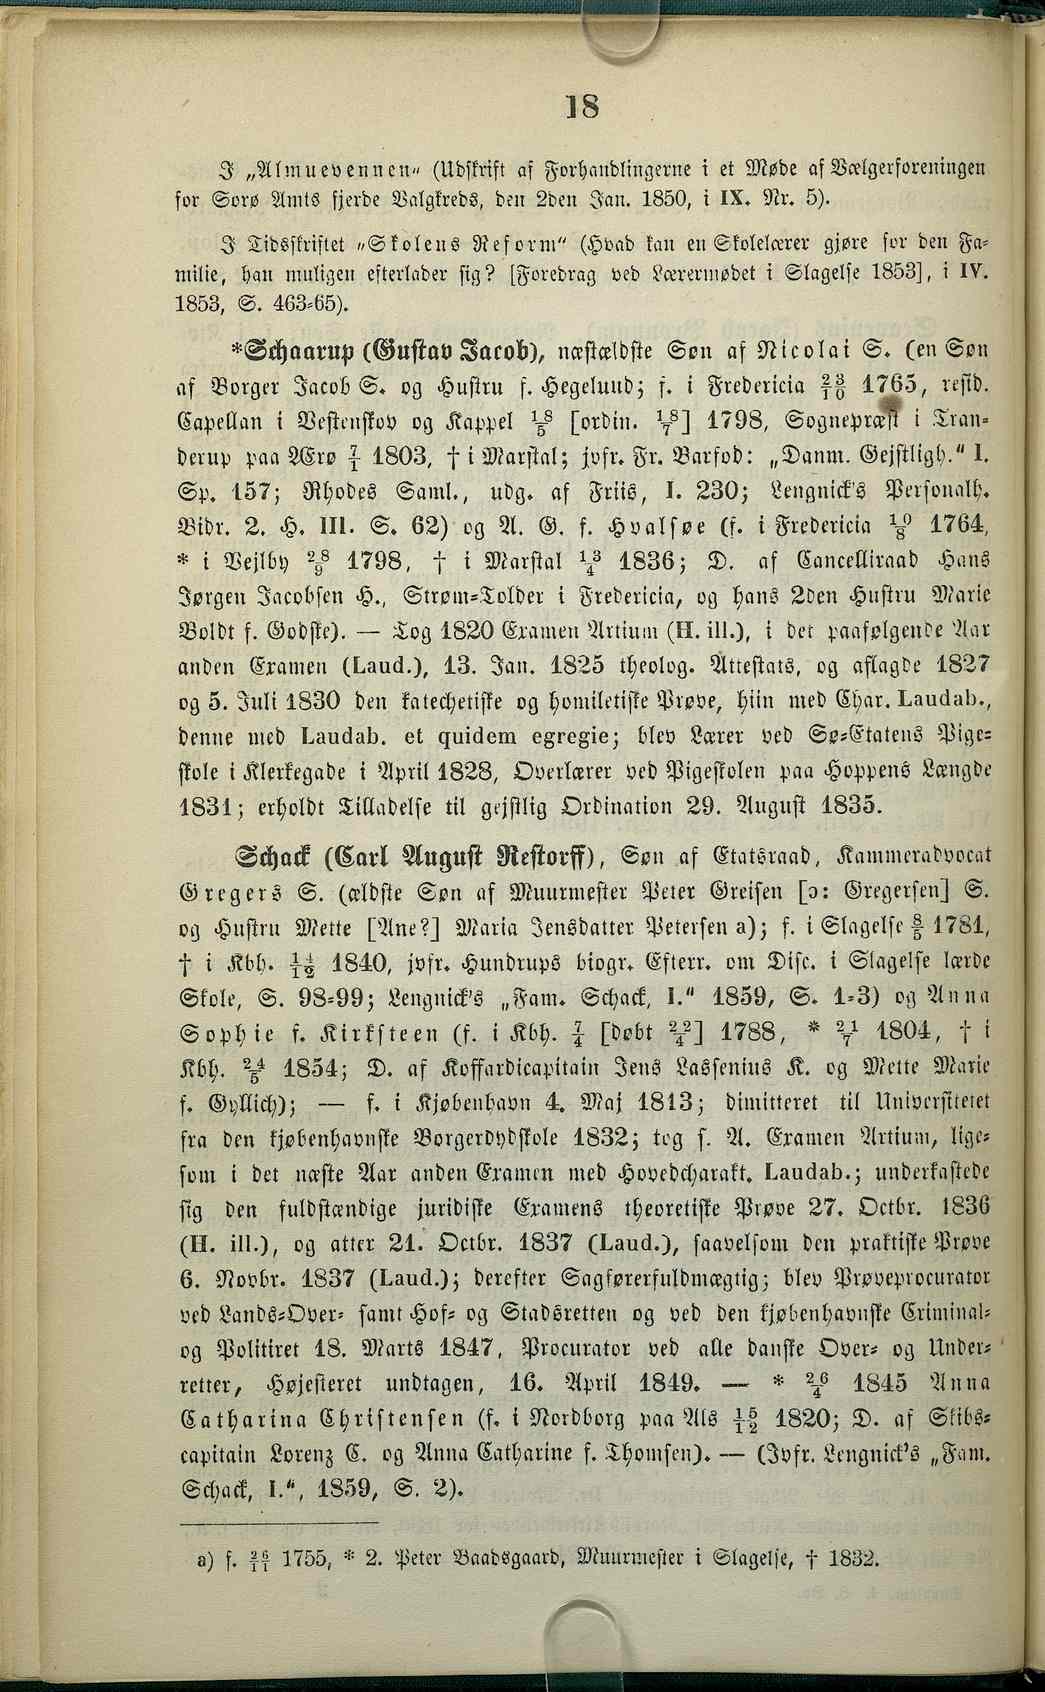 18
I „Almuevennen“ (Udskrift af Forhandlingerne i et Møde af Vælgerforeningen
for Sorø Amts fjerde Valgkreds, den 2den Jan. 1850, i IX. Nr. 5).
I Tidsskriftet „Skolens Reform“ (Hvad kan en Skolelærer gjøre for den Fa-
milie, han muligen efterlader sig? [Foredrag ved Lærermødet i Slagelse 1853], i IV.
1853, S. 463-65).
*Schaarup (Gustav Jacob), næstældste Søn af Nicolai S. (en Søn
af Borger Jacob S. og Hustru f. Hegelund; f. i Fredericia 23/10 1765, resid.
Capellan i Vestenskov og Kappel 18/5 [ordin. 18/7] 1798, Sognepræst i Tran-
derup paa Ærø 7/1 1803, † i Marstal; jvfr. Fr. Barfod: „Danm. Gejstligh.“ I.
Sp. 157; Rhodes Saml., udg. af Friis, I. 230; Lengnick's Personalh.
Bidr. 2. H. III. S. 62) og A. G. f. Hvalsøe (f. i Fredericia 10/8 1764,
* i Vejlby 28/9 1798, † i Marstal 13/4 1836; D. af Cancelliraad Hans
Jørgen Jacobsen H., Strøm-Tolder i Fredericia, og hans 2den Hustru Marie
Boldt f. Godske). — Tog 1820 Examen Artium (H. ill.), i det paafølgende Aar
anden Examen (Laud.), 13. Jan. 1825 theolog. Attestats, og aflagde 1827
og 5. Juli 1830 den katechetiske og homiletiske Prøve, hiin med Char. Laudab.,
denne med Laudab. et quidem egregie; blev Lærer ved Sø-Etatens Pige-
skole i Klerkegade i April 1828, Overlærer ved Pigeskolen paa Hoppens Længde
1831; erholdt Tilladelse til gejstlig Ordination 29. August 1835.
Schack (Carl August Restorff), Søn af Etatsraad, Kammeradvocat
Gregers S. (ældste Søn af Muurmester Peter Greisen [ɔ: Gregersen] S.
og Hustru Mette [Ane?] Maria Jensdatter Petersen a); f. i Slagelse 8/5 1781,
† i Kbh. 14/12 1840, jvfr. Hundrups biogr. Efterr. om Disc. i Slagelse lærde
Skole, S. 98-99; Lengnick's „Fam. Schack, I.“ 1859, S. 1-3) og Anna
Sophie f. Kirksteen (f. i Kbh. 7/4 [døbt 22/4] 1788, * 21/7 1804, † i
Kbh. 24/5 1854; D. af Koffardicapitain Jens Lassenius K. og Mette Marie
f. Gyllich); — f. i Kjøbenhavn 4. Maj 1813; dimitteret til Universitetet
fra den kjøbenhavnske Borgerdydskole 1832; tog s. A. Examen Artium, lige-
som i det næste Aar anden Examen med Hovedcharakt. Laudab.; underkastede
sig den fuldstændige juridiske Examens theoretiske Prøve 27. Octbr. 1836
(H. ill.), og atter 21. Octbr. 1837 (Laud.), saavelsom den praktiske Prøve
6. Novbr. 1837 (Laud.); derefter Sagførerfuldmægtig; blev Prøveprocurator
ved Lands-Over- samt Hof- og Stadsretten og ved den kjøbenhavnske Criminal-
og Politiret 18. Marts 1847, Procurator ved alle danske Over- og Under-
retter, Højesteret undtagen, 16. April 1849. — * 26/4 1845 Anna
Catharina Christensen (f. i Nordborg paa Als 15/12 1820; D. af Skibs-
capitain Lorenz C. og Anna Catharine f. Thomsen). — (Jvfr. Lengnick's „Fam.
Schack, I.“, 1859, S. 2).
a) f. 26/11 1755, * 2. Peter Baadsgaard, Muurmester i Slagelse, † 1832.